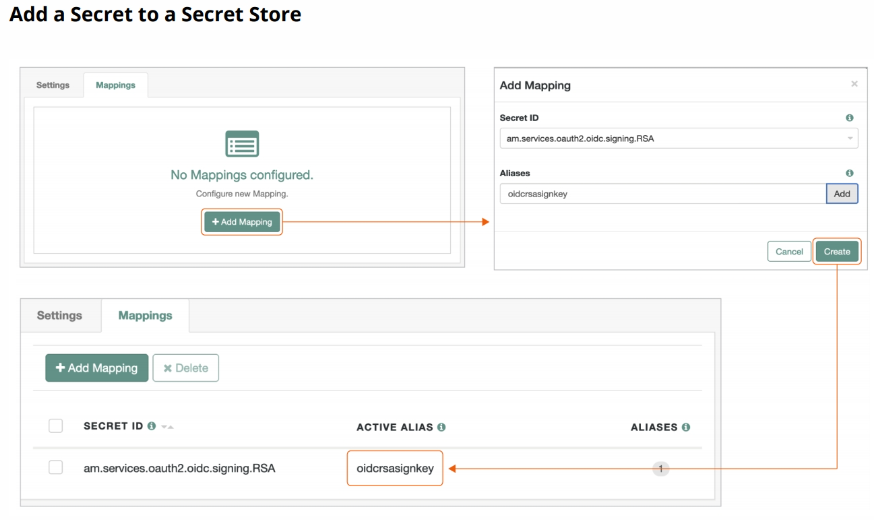 Add a Secret to a Secret Store
Settings Mappings
No Mappings configured.
Configure new Mapping.
+ Add Mapping
Add Mapping ×
Secret ID
am.services.oauth2.oidc.signing.RSA
Aliases
oidcrsasignkey Add
Cancel Create
Settings Mappings
+ Add Mapping × Delete
SECRET ID ACTIVE ALIAS ALIASES
am.services.oauth2.oidc.signing.RSA oidcrsasignkey 1